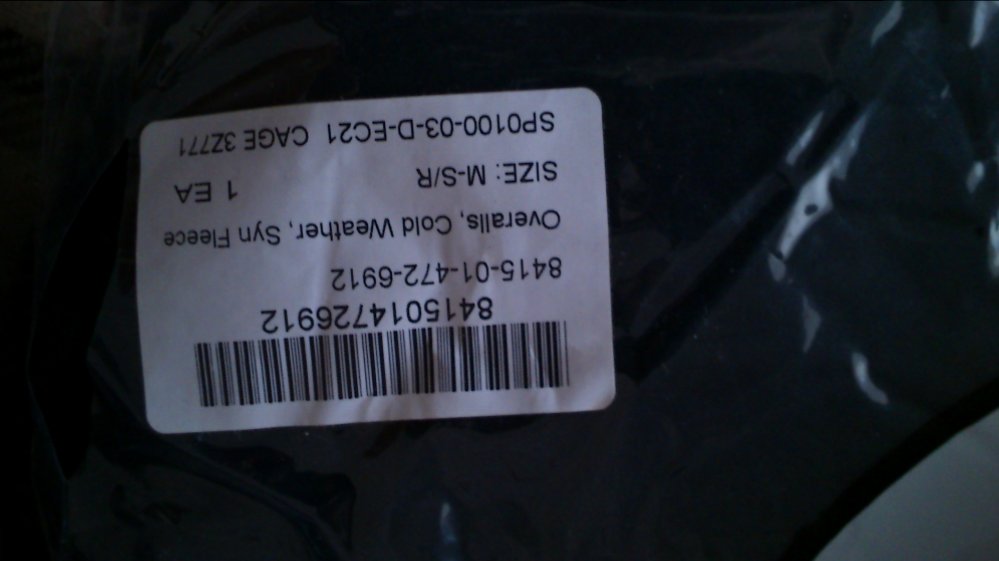 8415014726912
8415-01-472-6912
Overalls, Cold Weather, Syn Fleece
SIZE: M-S/R 1 EA
SP0100-03-D-EC21 CAGE 3Z771